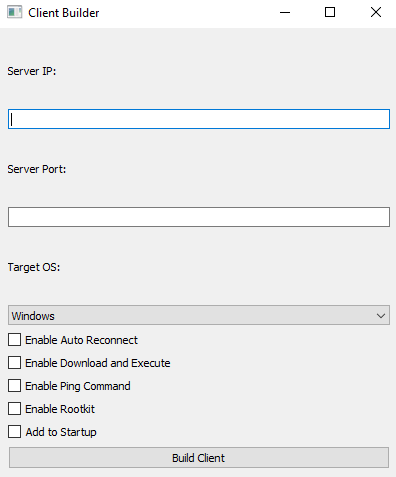 Client Builder
Server IP:
Server Port:
Target OS:
Windows
Enable Auto Reconnect
Enable Download and Execute
Enable Ping Command
Enable Rootkit
Add to Startup
Build Client